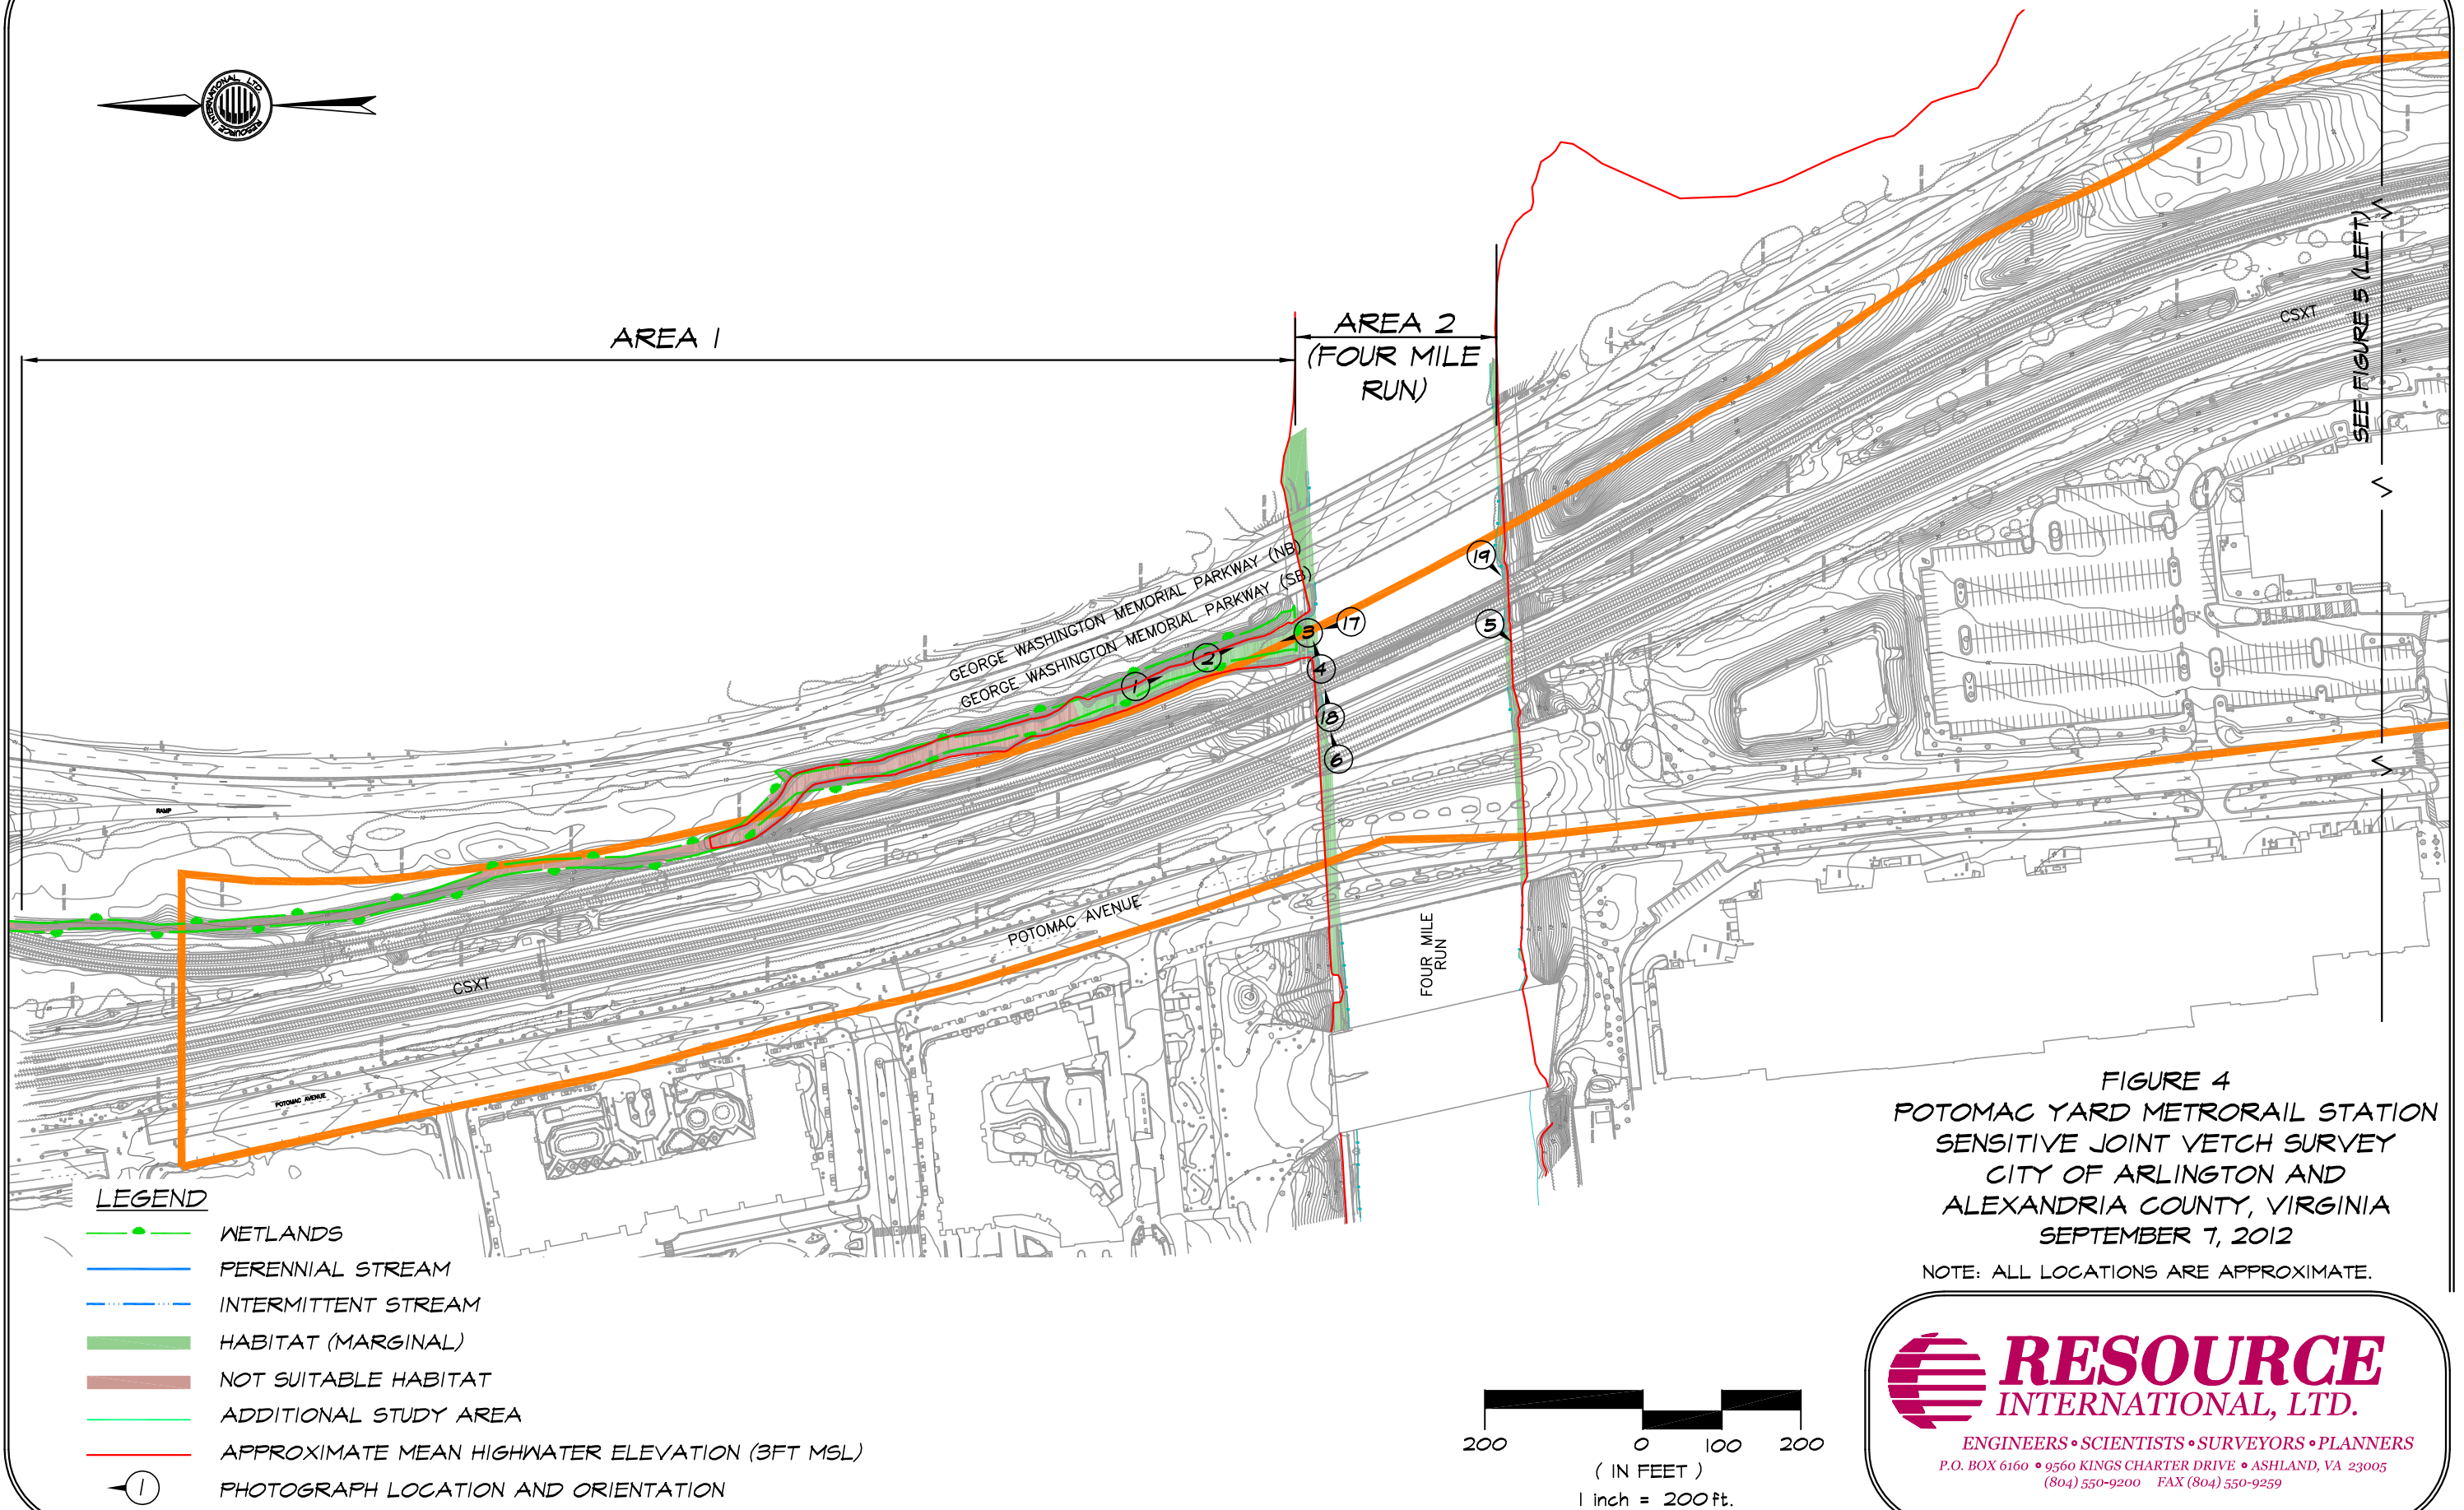 RESOURCE INTERNATIONAL LTD.
AREA 1
AREA 2
(FOUR MILE
RUN)
SEE FIGURE 5 (LEFT)
CSXT
GEORGE WASHINGTON MEMORIAL PARKWAY (NB)
GEORGE WASHINGTON MEMORIAL PARKWAY (SB)
19
17
3
5
2
4
1
18
6
RAMP
POTOMAC AVENUE
FOUR MILE
RUN
CSXT
POTOMAC AVENUE
LEGEND
WETLANDS
PERENNIAL STREAM
INTERMITTENT STREAM
HABITAT (MARGINAL)
NOT SUITABLE HABITAT
ADDITIONAL STUDY AREA
APPROXIMATE MEAN HIGHWATER ELEVATION (3FT MSL)
1 PHOTOGRAPH LOCATION AND ORIENTATION
200 0 100 200
( IN FEET )
1 inch = 200 ft.
FIGURE 4
POTOMAC YARD METRORAIL STATION
SENSITIVE JOINT VETCH SURVEY
CITY OF ARLINGTON AND
ALEXANDRIA COUNTY, VIRGINIA
SEPTEMBER 7, 2012
NOTE: ALL LOCATIONS ARE APPROXIMATE.
RESOURCE
INTERNATIONAL, LTD.
ENGINEERS • SCIENTISTS • SURVEYORS • PLANNERS
P.O. BOX 6160 • 9560 KINGS CHARTER DRIVE • ASHLAND, VA 23005
(804) 550-9200 FAX (804) 550-9259